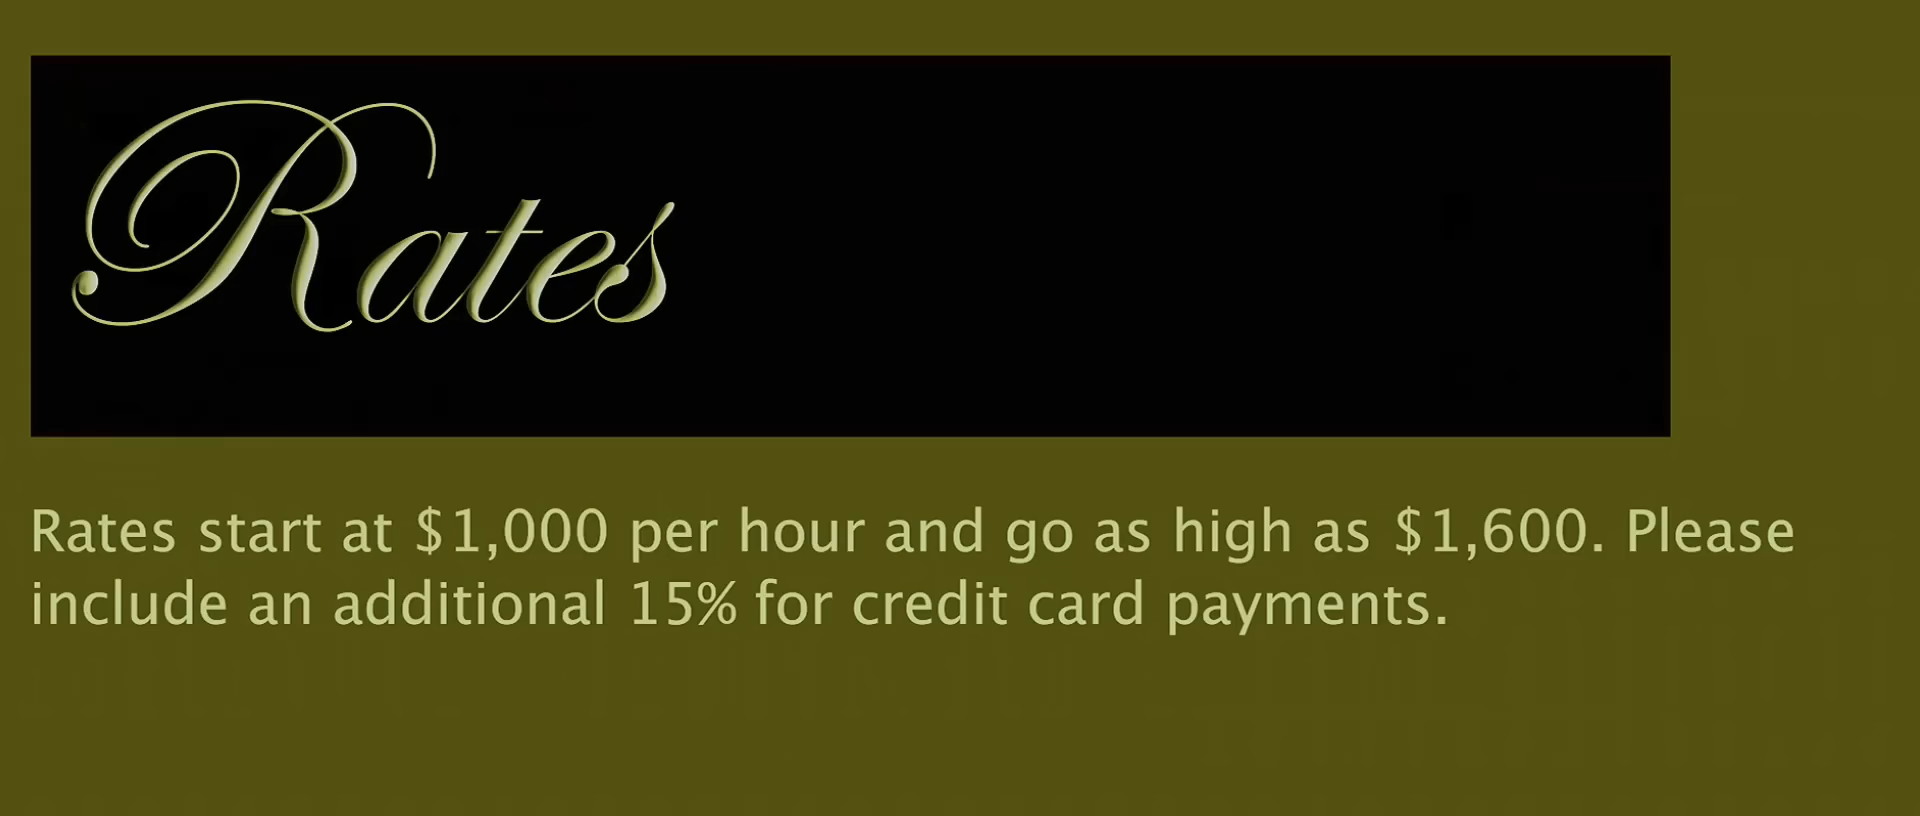 Rates
Rates start at $1,000 per hour and go as high as $1,600. Please
include an additional 15% for credit card payments.